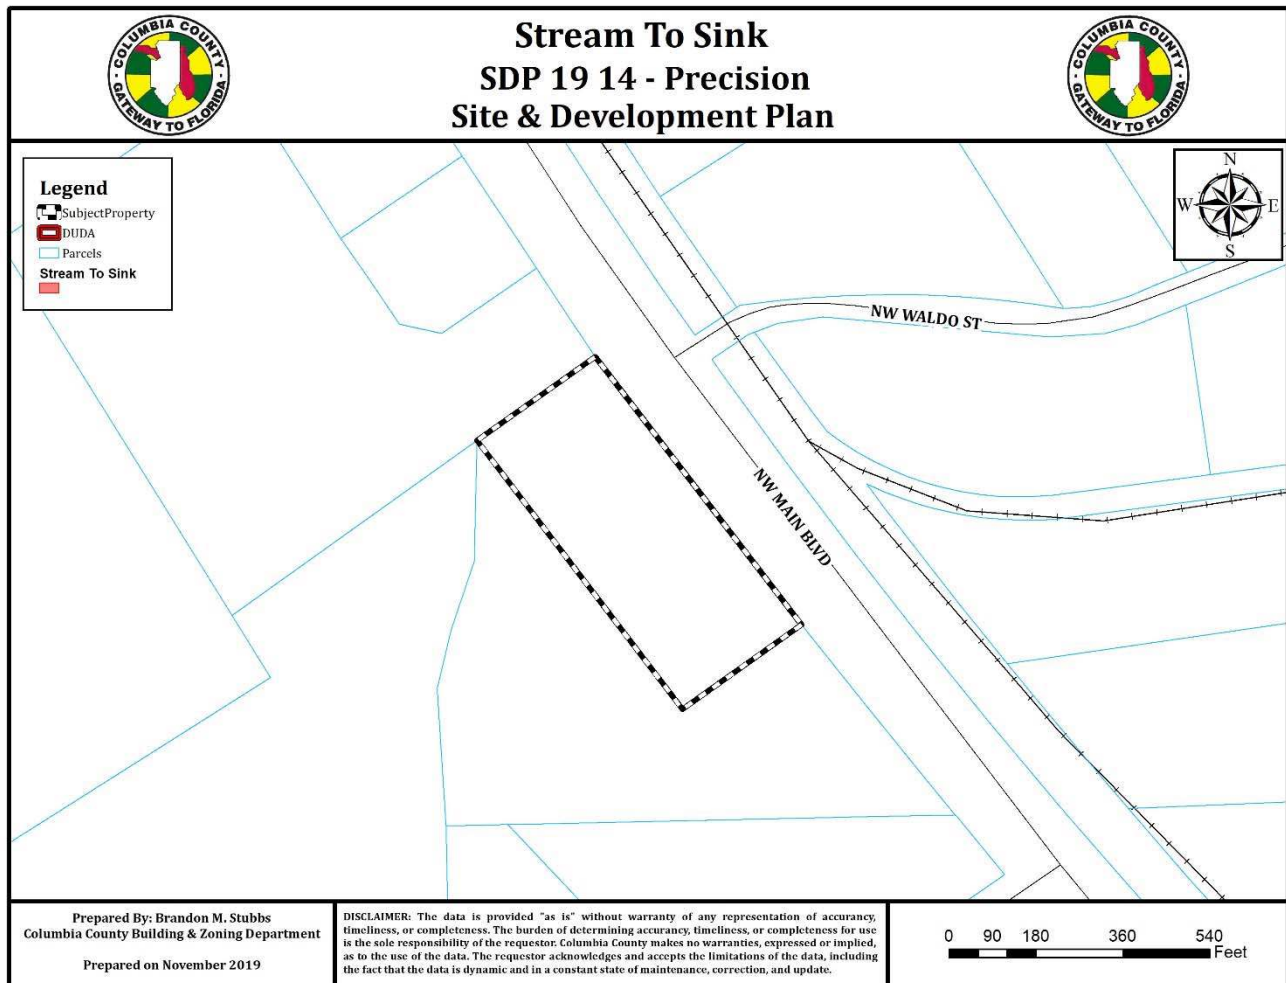 Stream To Sink
SDP 19 14 - Precision
Site & Development Plan
COLUMBIA COUNTY
GATEWAY TO FLORIDA
COLUMBIA COUNTY
GATEWAY TO FLORIDA
Legend
SubjectProperty
DUDA
Parcels
Stream To Sink
N
W
E
S
NW WALDO ST
NW MAIN BLVD
Prepared By: Brandon M. Stubbs
Columbia County Building & Zoning Department
Prepared on November 2019
DISCLAIMER: The data is provided "as is" without warranty of any representation of accurancy,
timeliness, or completeness. The burden of determining accurancy, timeliness, or completeness for use
is the sole responsibility of the requestor. Columbia County makes no warranties, expressed or implied,
as to the use of the data. The requestor acknowledges and accepts the limitations of the data, including
the fact that the data is dynamic and in a constant state of maintenance, correction, and update.
0 90 180 360 540
Feet